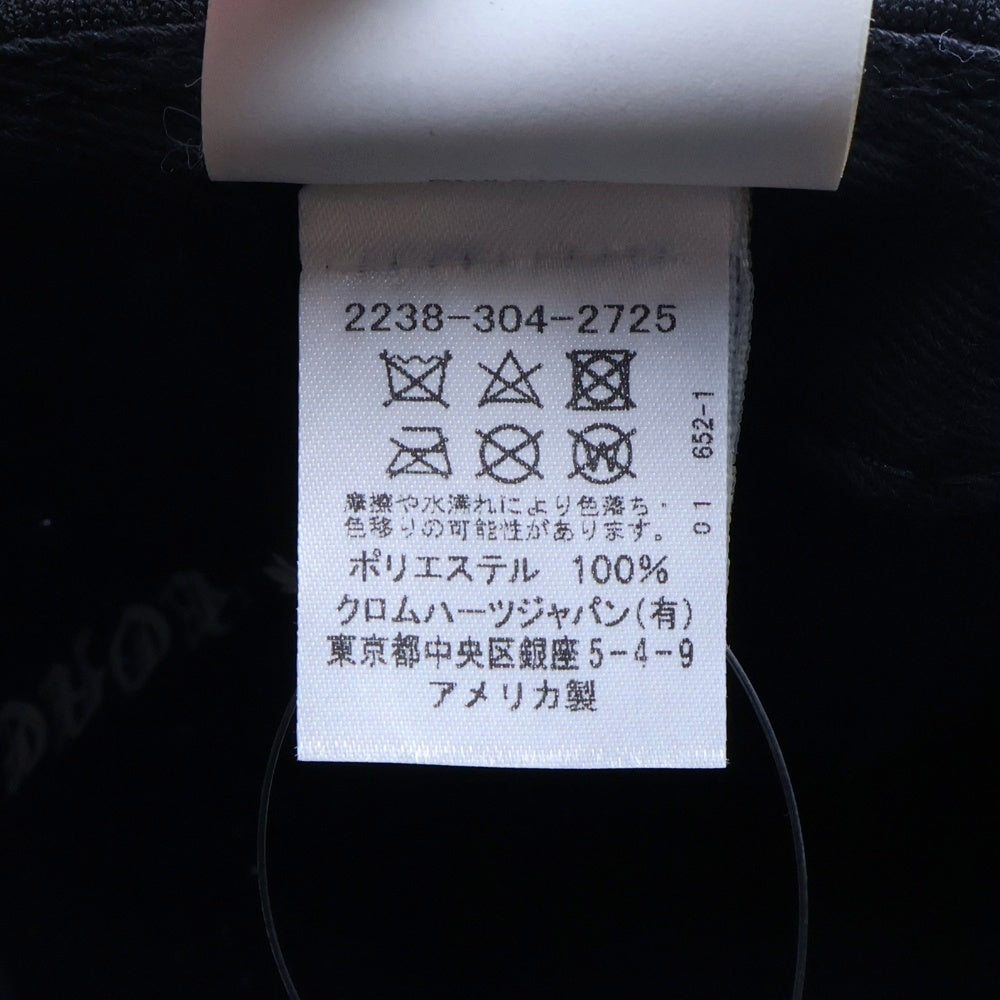 2238-304-2725
摩擦や水濡れにより色落ち・
色移りの可能性があります。
ポリエステル 100%
クロムハーツジャパン(有)
東京都中央区銀座5-4-9
アメリカ製
01 652-1